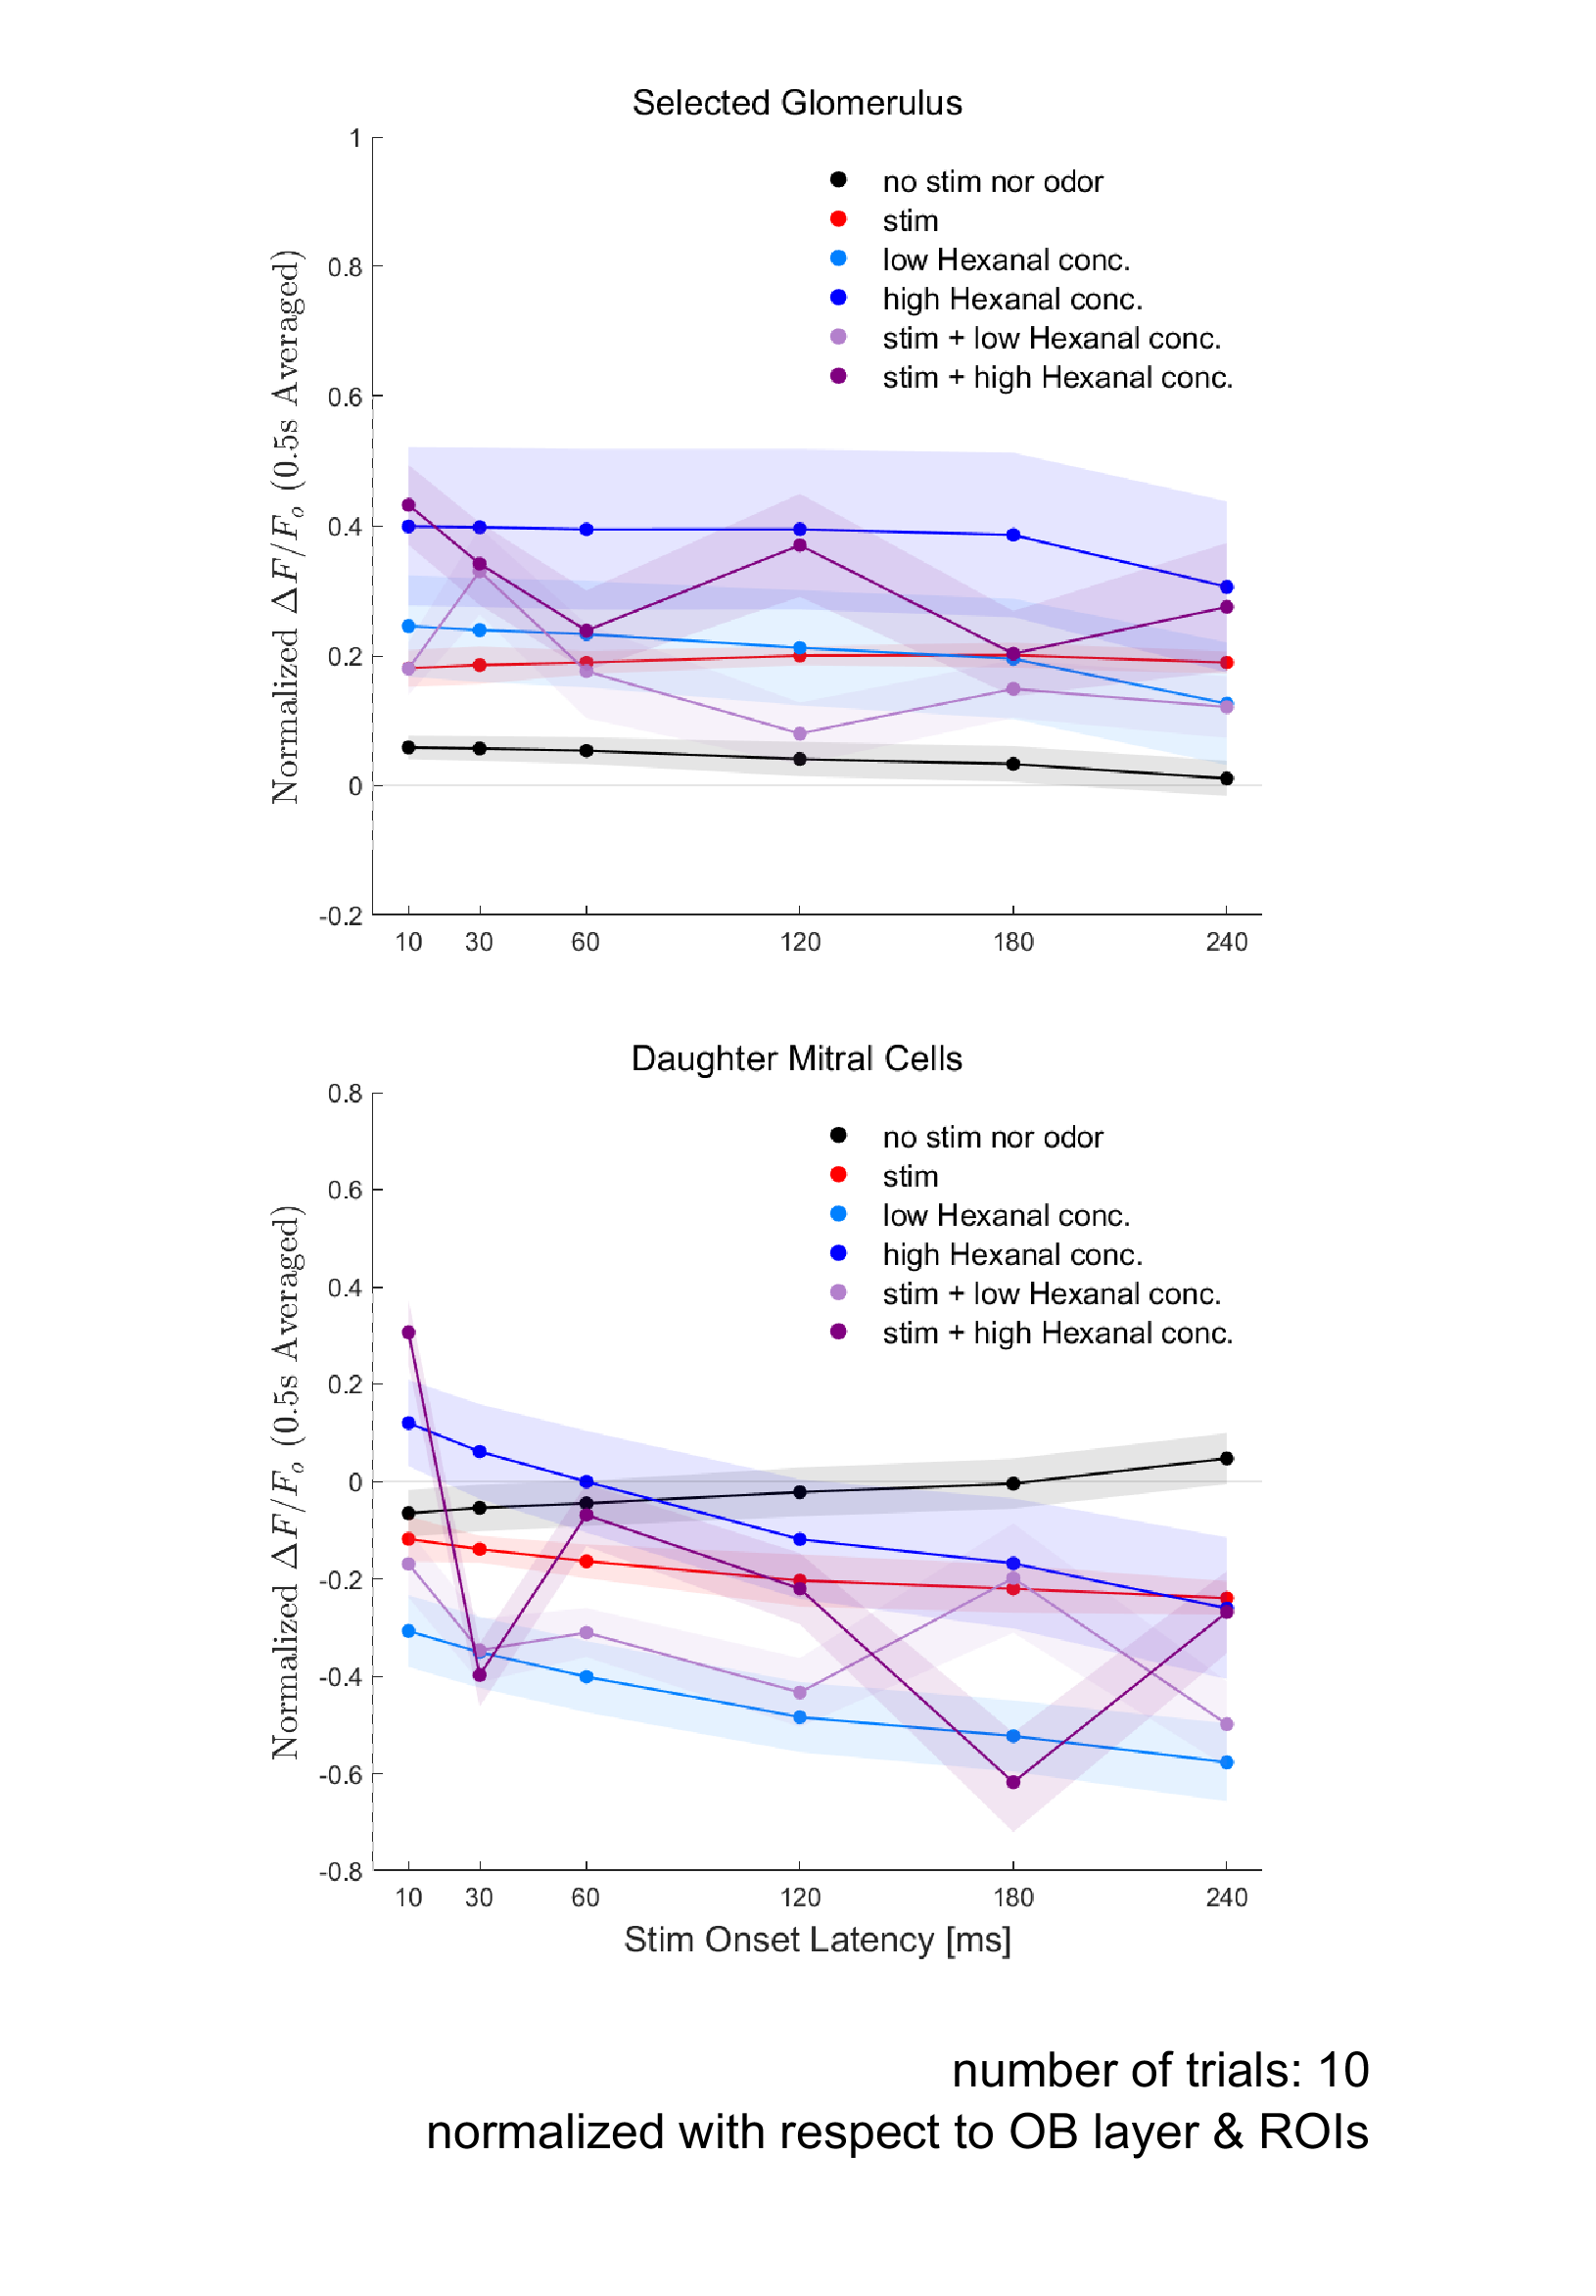 Selected Glomerulus
1
0.8
0.6
0.4
0.2
0
-0.2
Normalized ΔF/Fₒ (0.5s Averaged)
no stim nor odor
stim
low Hexanal conc.
high Hexanal conc.
stim + low Hexanal conc.
stim + high Hexanal conc.
10 30 60 120 180 240
Daughter Mitral Cells
0.8
0.6
0.4
0.2
0
-0.2
-0.4
-0.6
-0.8
Normalized ΔF/Fₒ (0.5s Averaged)
no stim nor odor
stim
low Hexanal conc.
high Hexanal conc.
stim + low Hexanal conc.
stim + high Hexanal conc.
10 30 60 120 180 240
Stim Onset Latency [ms]
number of trials: 10
normalized with respect to OB layer & ROIs